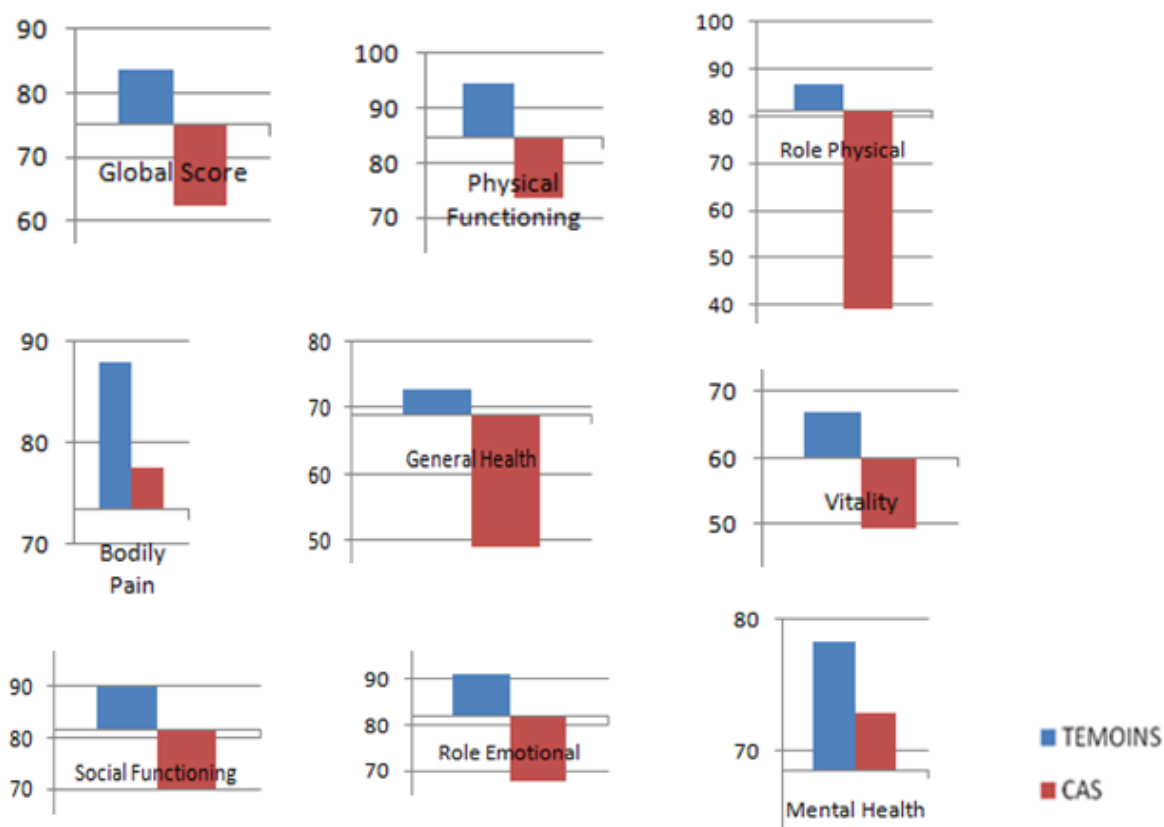 90
80
70
60
Global Score
100
90
80
70
Physical
Functioning
100
90
80
70
60
50
40
Role Physical
90
80
70
Bodily
Pain
80
70
60
50
General Health
70
60
50
Vitality
90
80
70
Social Functioning
90
80
70
Role Emotional
80
70
Mental Health
TEMOINS
CAS